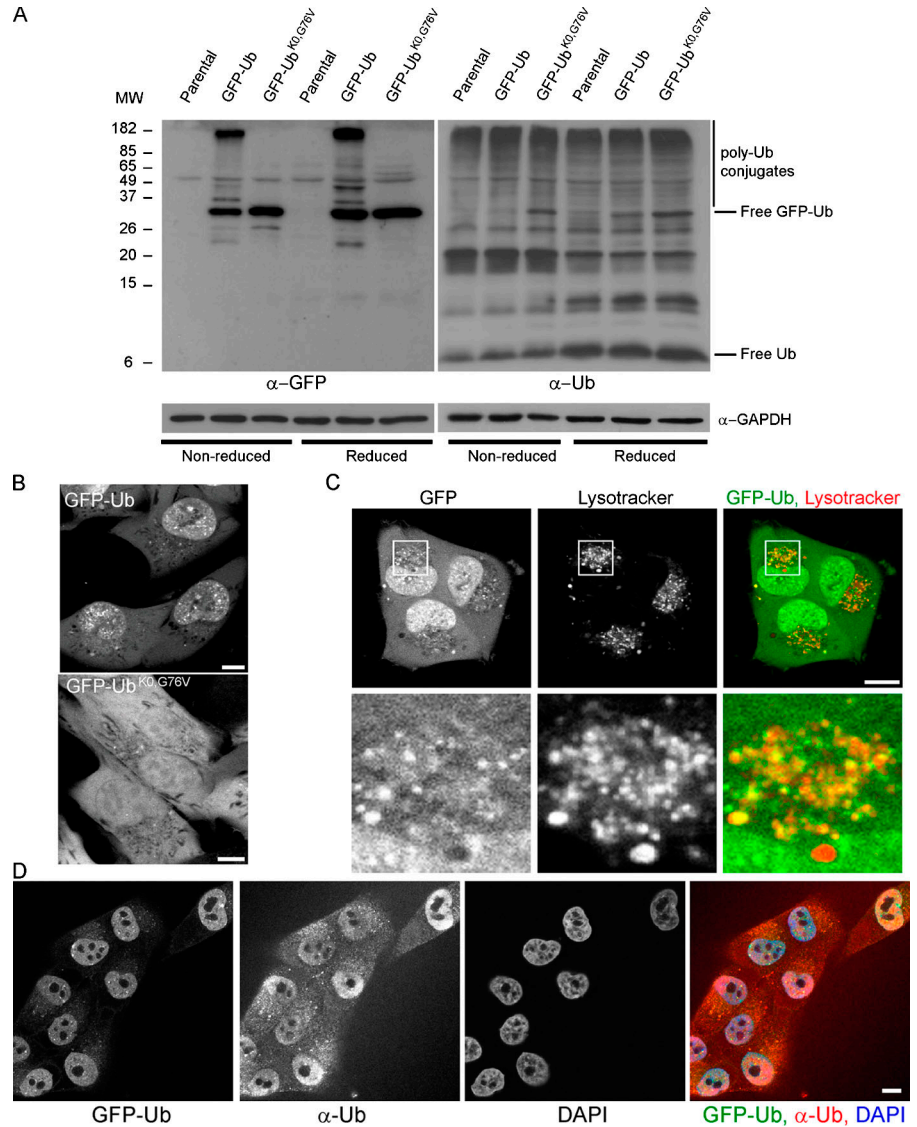 A
MW
Parental
GFP-Ub
GFP-Ub K0,G76V
Parental
GFP-Ub
GFP-Ub K0,G76V
Parental
GFP-Ub
GFP-Ub K0,G76V
Parental
GFP-Ub
GFP-Ub K0,G76V
182
85
65
49
37
26
20
15
6
poly-Ub
conjugates
Free GFP-Ub
Free Ub
α–GFP
α–Ub
α–GAPDH
Non-reduced
Reduced
Non-reduced
Reduced
B
GFP-Ub
GFP-Ub K0,G76V
C
GFP
Lysotracker
GFP-Ub, Lysotracker
D
GFP-Ub
α-Ub
DAPI
GFP-Ub, α-Ub, DAPI